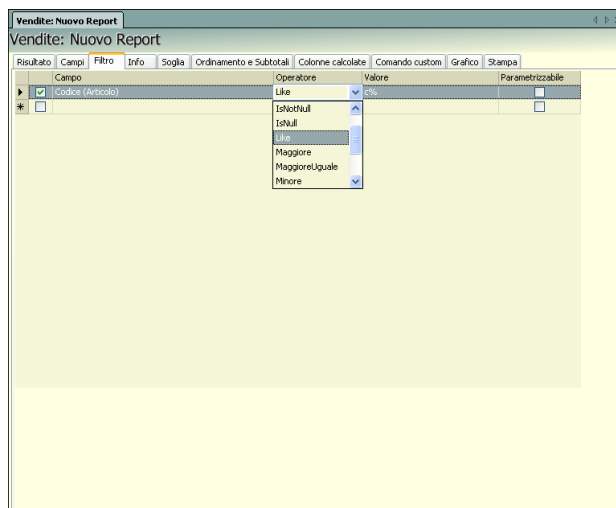 Vendite: Nuovo Report
Vendite: Nuovo Report
Risultato Campi Filtro Info Soglia Ordinamento e Subtotali Colonne calcolate Comando custom Grafico Stampa
Campo Operatore Valore Parametrizzabile
Codice (Articolo) Like c%
IsNotNull
IsNull
Like
Maggiore
MaggioreUguale
Minore